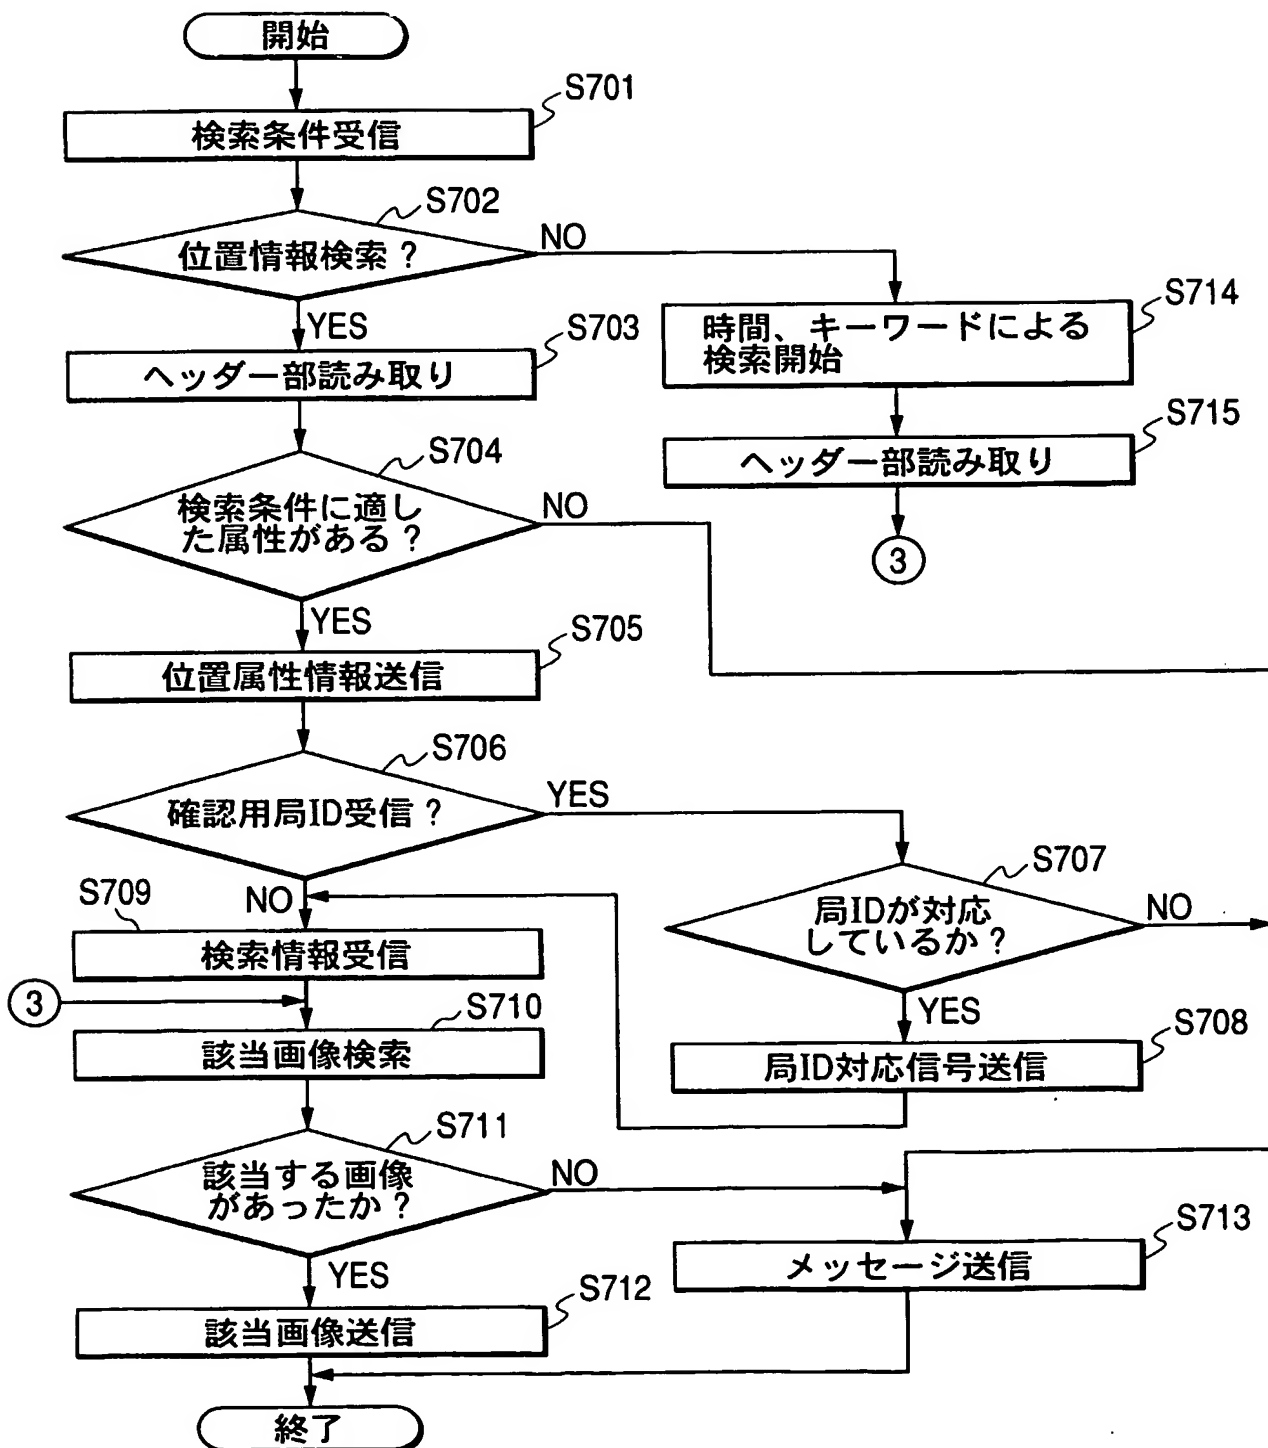 開始
S701
検索条件受信
S702
位置情報検索？
NO
YES
S703
ヘッダー部読み取り
S714
時間、キーワードによる
検索開始
S715
ヘッダー部読み取り
3
S704
検索条件に適し
た属性がある？
NO
YES
S705
位置属性情報送信
S706
確認用局ID受信？
YES
NO
S707
局IDが対応
しているか？
NO
YES
S708
局ID対応信号送信
S709
検索情報受信
3
S710
該当画像検索
S711
該当する画像
があったか？
NO
YES
S713
メッセージ送信
S712
該当画像送信
終了